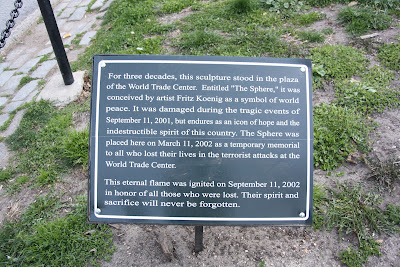 For three decades, this sculpture stood in the plaza
of the World Trade Center. Entitled "The Sphere," it was
conceived by artist Fritz Koenig as a symbol of world
peace. It was damaged during the tragic events of
September 11, 2001, but endures as an icon of hope and the
indestructible spirit of this country. The Sphere was
placed here on March 11, 2002 as a temporary memorial
to all who lost their lives in the terrorist attacks at the
World Trade Center.
This eternal flame was ignited on September 11, 2002
in honor of all those who were lost. Their spirit and
sacrifice will never be forgotten.